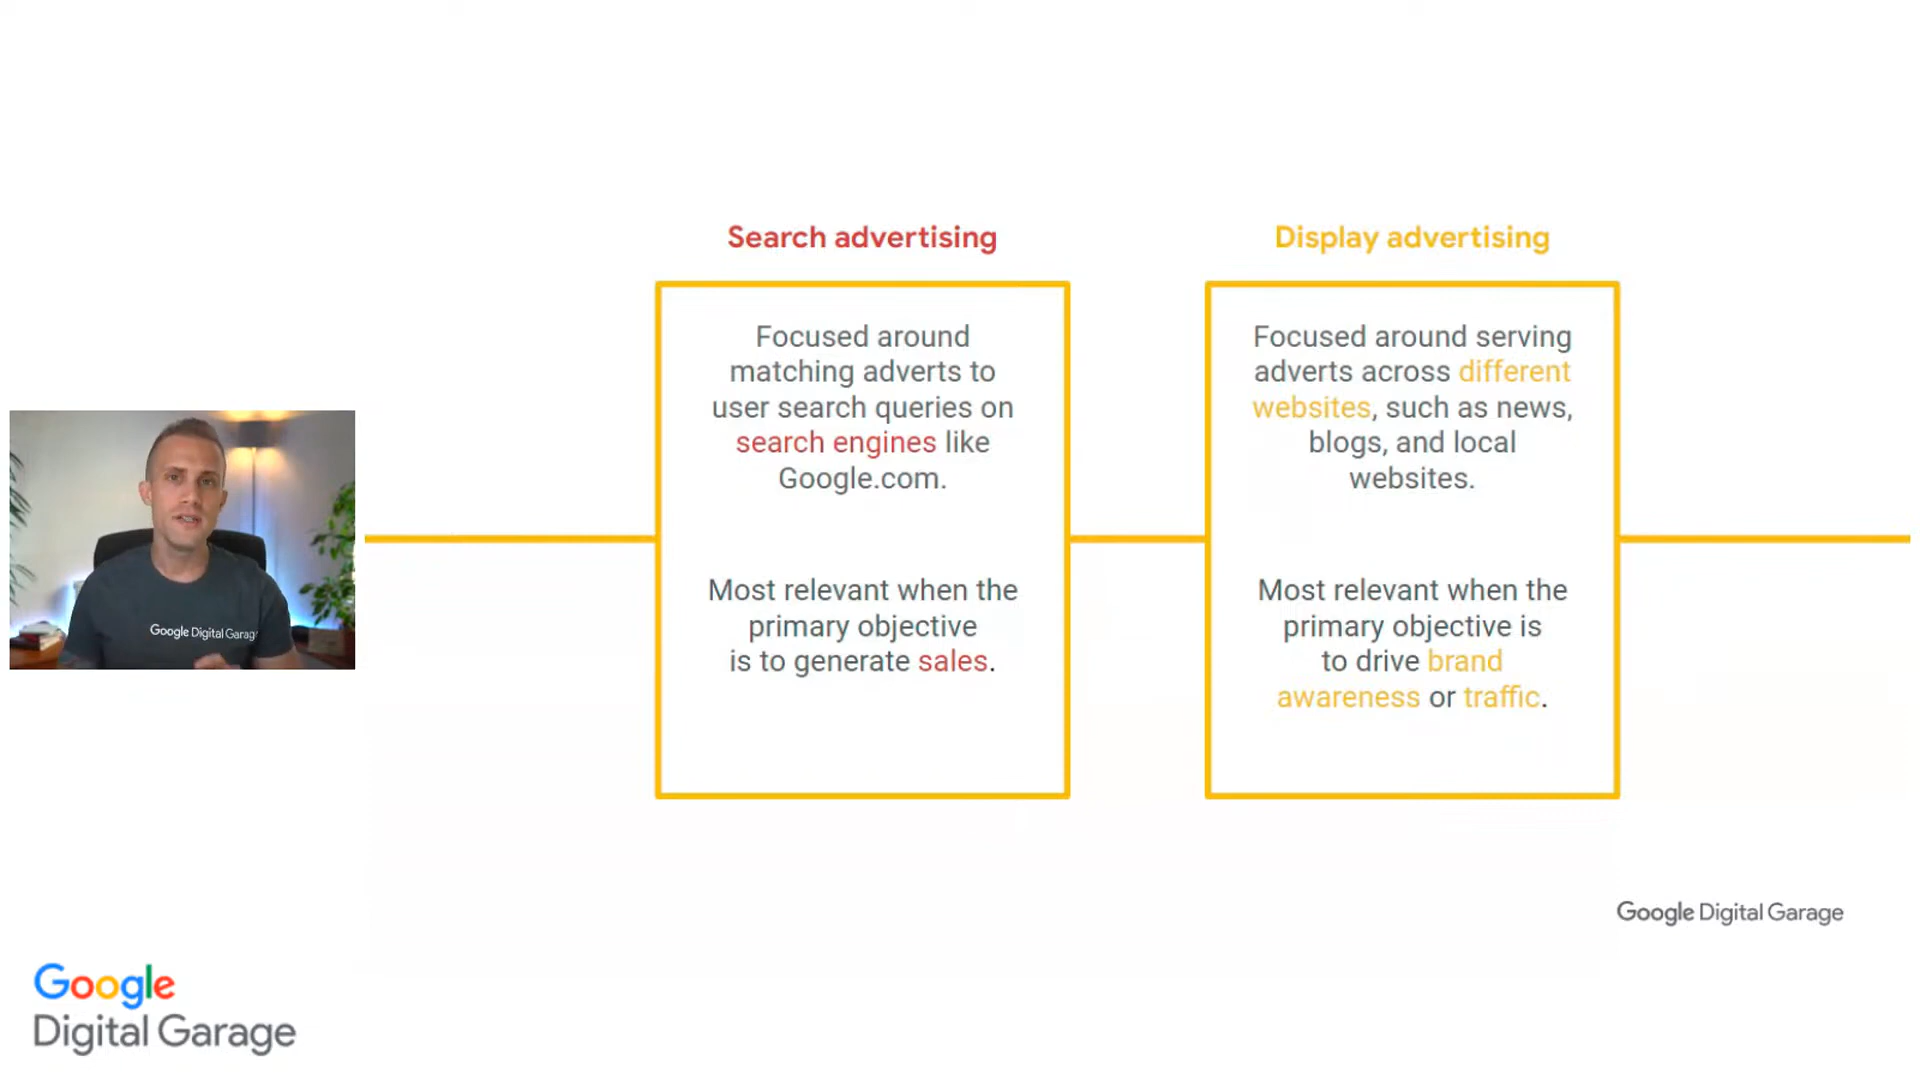 Search advertising
Focused around
matching adverts to
user search queries on
search engines like
Google.com.
Most relevant when the
primary objective
is to generate sales.
Display advertising
Focused around serving
adverts across different
websites, such as news,
blogs, and local
websites.
Most relevant when the
primary objective is
to drive brand
awareness or traffic.
Google Digital Garag
Google Digital Garage
Google
Digital Garage